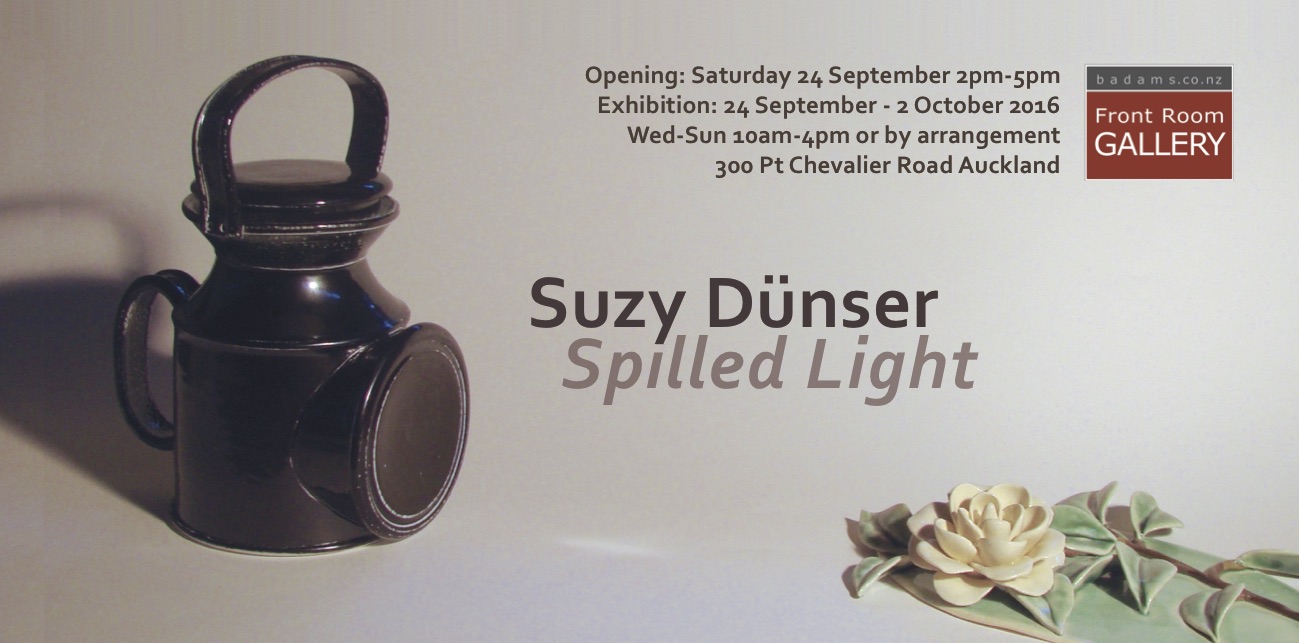 Opening: Saturday 24 September 2pm-5pm
Exhibition: 24 September - 2 October 2016
Wed-Sun 10am-4pm or by arrangement
300 Pt Chevalier Road Auckland
badams.co.nz
Front Room
GALLERY
Suzy Dünser
Spilled Light